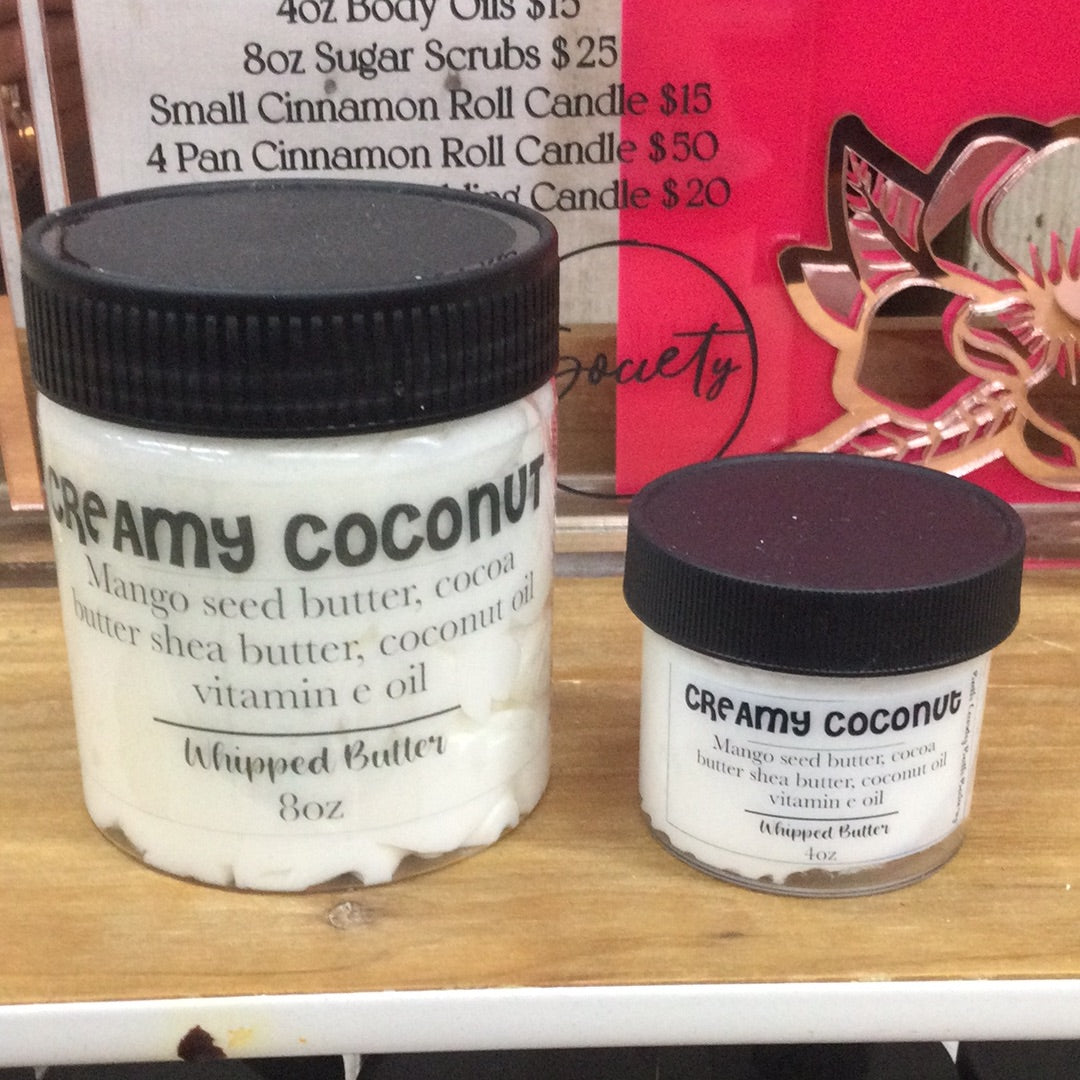 4oz Body Oils $15
8oz Sugar Scrubs $25
Small Cinnamon Roll Candle $15
4 Pan Cinnamon Roll Candle $50
Candle $20
Society
CREAMY COCONUT
Mango seed butter, cocoa
butter shea butter, coconut oil
vitamin e oil
Whipped Butter
8oz
CREAMY COCONUT
Mango seed butter, cocoa
butter shea butter, coconut oil
vitamin e oil
Whipped Butter
4oz